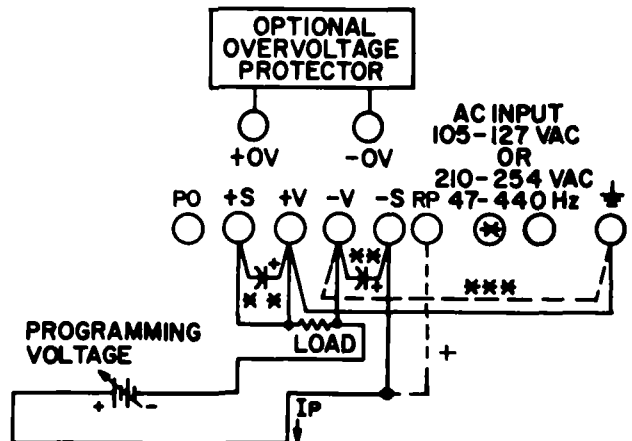 OPTIONAL
OVERVOLTAGE
PROTECTOR
+OV
-OV
AC INPUT
105-127 VAC
OR
210-254 VAC
47-440 Hz
PO
+S
+V
-V
-S
RP
*
+
**
**
+
***
PROGRAMMING
VOLTAGE
LOAD
+
+
-
IP